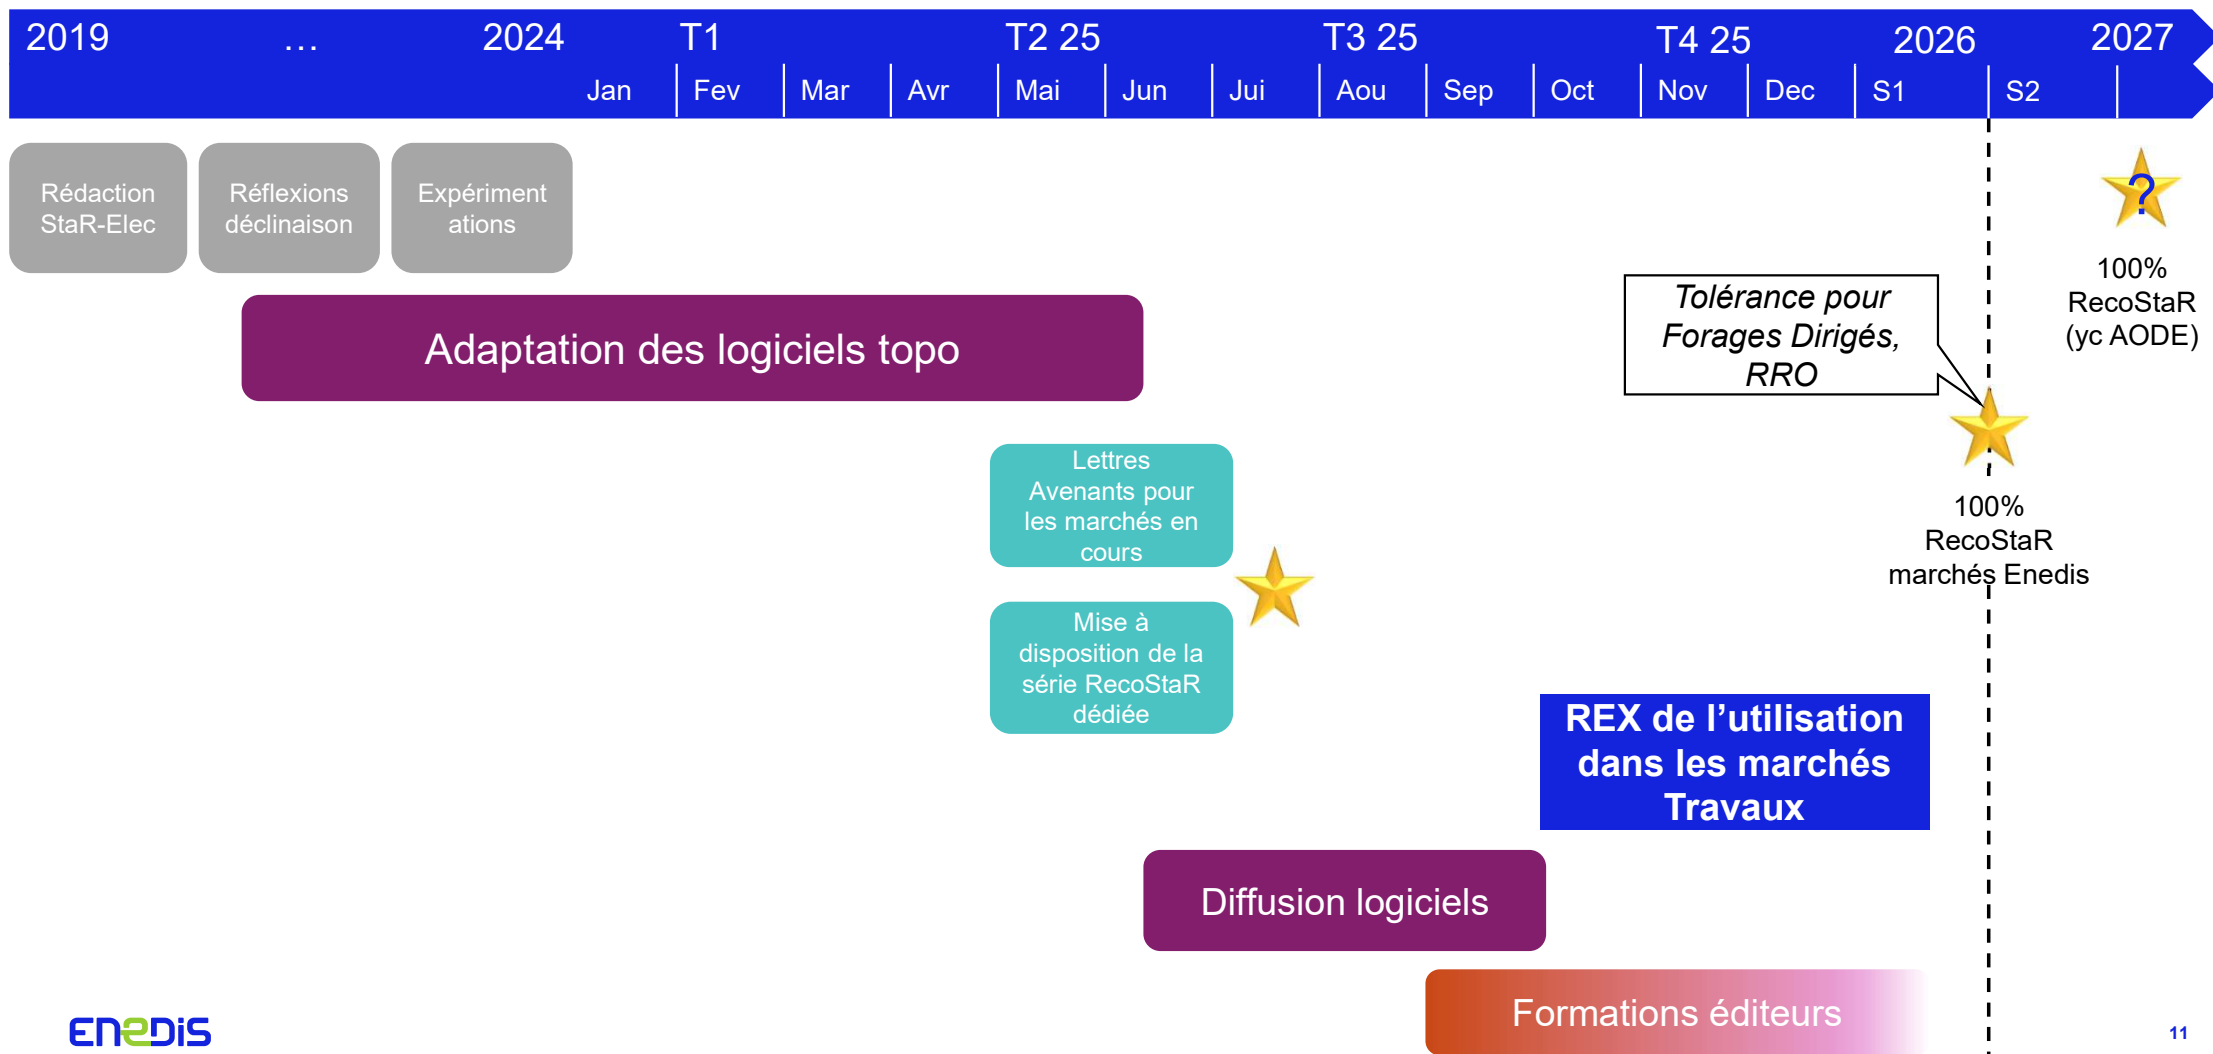 2019 … 2024 T1 T2 25 T3 25 T4 25 2026 2027
Jan Fev Mar Avr Mai Jun Jui Aou Sep Oct Nov Dec S1 S2
Rédaction
StaR-Elec
Réflexions
déclinaison
Expériment
ations
?
100%
RecoStaR
(yc AODE)
Tolérance pour
Forages Dirigés,
RRO
Adaptation des logiciels topo
Lettres
Avenants pour
les marchés en
cours
100%
RecoStaR
marchés Enedis
Mise à
disposition de la
série RecoStaR
dédiée
REX de l’utilisation
dans les marchés
Travaux
Diffusion logiciels
Formations éditeurs
ENEDIS
11